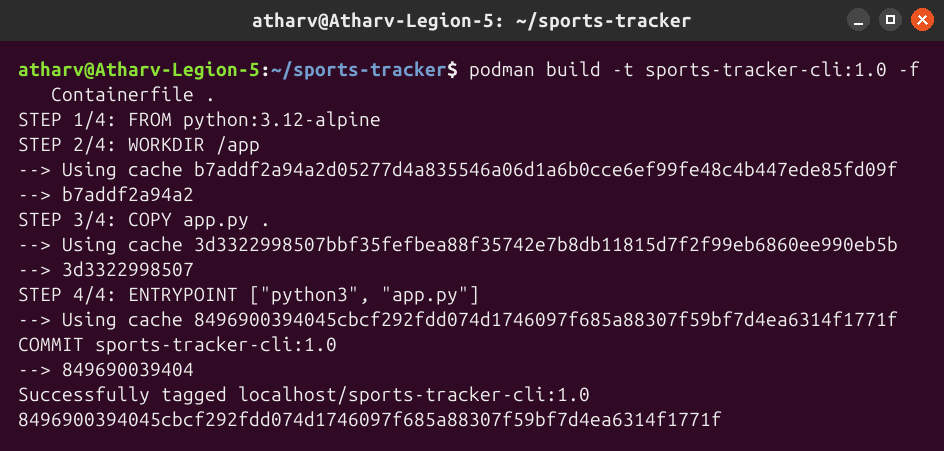 atharv@Atharv-Legion-5: ~/sports-tracker
atharv@Atharv-Legion-5:~/sports-tracker$ podman build -t sports-tracker-cli:1.0 -f
Containerfile .
STEP 1/4: FROM python:3.12-alpine
STEP 2/4: WORKDIR /app
--> Using cache b7addf2a94a2d05277d4a835546a06d1a6b0cce6ef99fe48c4b447ede85fd09f
--> b7addf2a94a2
STEP 3/4: COPY app.py .
--> Using cache 3d3322998507bbf35fefbea88f35742e7b8db11815d7f2f99eb6860ee990eb5b
--> 3d3322998507
STEP 4/4: ENTRYPOINT ["python3", "app.py"]
--> Using cache 8496900394045cbcf292fdd074d1746097f685a88307f59bf7d4ea6314f1771f
COMMIT sports-tracker-cli:1.0
--> 849690039404
Successfully tagged localhost/sports-tracker-cli:1.0
8496900394045cbcf292fdd074d1746097f685a88307f59bf7d4ea6314f1771f